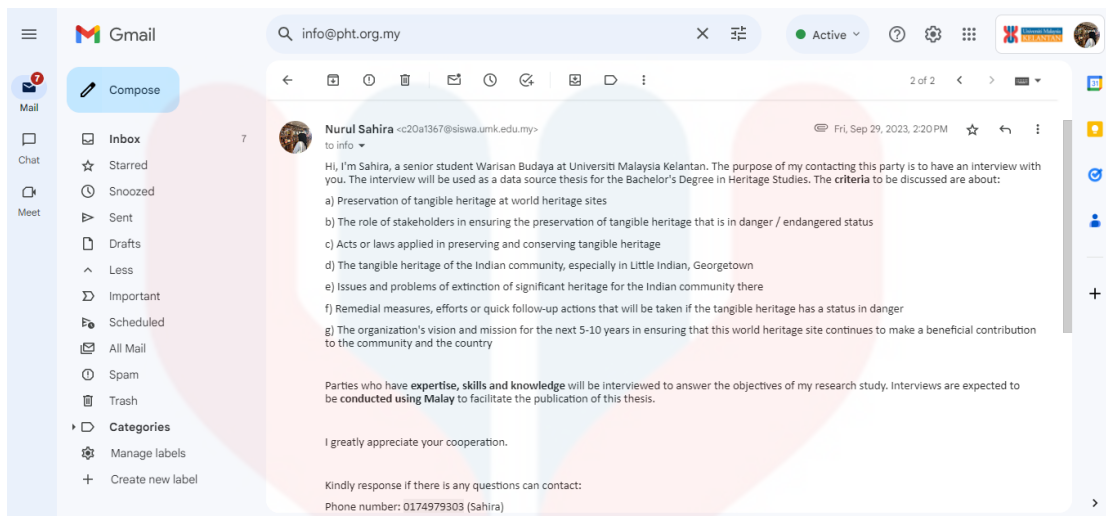 Gmail
info@pht.org.my
Active
Universiti Malaysia
KELANTAN
7
Mail
Chat
Meet
Compose
Inbox 7
Starred
Snoozed
Sent
Drafts
Less
Important
Scheduled
All Mail
Spam
Trash
Categories
Manage labels
Create new label
2 of 2
31
Nurul Sahira <c20a1367@siswa.umk.edu.my> Fri, Sep 29, 2023, 2:20 PM
to info
Hi, I'm Sahira, a senior student Warisan Budaya at Universiti Malaysia Kelantan. The purpose of my contacting this party is to have an interview with
you. The interview will be used as a data source thesis for the Bachelor's Degree in Heritage Studies. The criteria to be discussed are about:
a) Preservation of tangible heritage at world heritage sites
b) The role of stakeholders in ensuring the preservation of tangible heritage that is in danger / endangered status
c) Acts or laws applied in preserving and conserving tangible heritage
d) The tangible heritage of the Indian community, especially in Little Indian, Georgetown
e) Issues and problems of extinction of significant heritage for the Indian community there
f) Remedial measures, efforts or quick follow-up actions that will be taken if the tangible heritage has a status in danger
g) The organization's vision and mission for the next 5-10 years in ensuring that this world heritage site continues to make a beneficial contribution
to the community and the country
Parties who have expertise, skills and knowledge will be interviewed to answer the objectives of my research study. Interviews are expected to
be conducted using Malay to facilitate the publication of this thesis.
I greatly appreciate your cooperation.
Kindly response if there is any questions can contact:
Phone number: 0174979303 (Sahira)